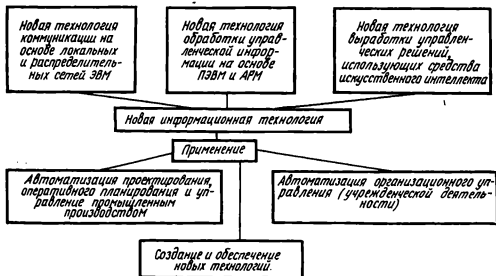 Новая технология
коммуникации на
основе локальных
и распределитель-
ных сетей ЭВМ
Новая технология
обработки управ-
ленческой инфор-
мации на основе
ПЭВМ и АРМ
Новая технология
выработки управлен-
ческих решений,
использующих средства
искусственного интеллекта
Новая информационная технология
Применение
Автоматизация проектирования,
оперативного планирования и уп-
равление промышленным
производством
Автоматизация организационного уп-
равления (учрежденческой деятель-
ности)
Создание и обеспечение
новых технологий.